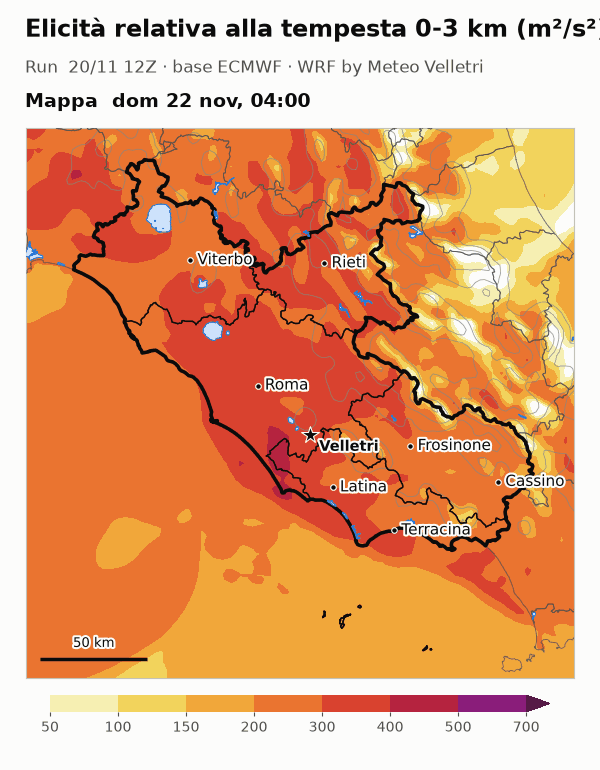 Elicità relativa alla tempesta 0-3 km (m²/s²)
Run 20/11 12Z · base ECMWF · WRF by Meteo Velletri
Mappa dom 22 nov, 04:00
Viterbo
Rieti
Roma
Velletri
Frosinone
Cassino
Latina
Terracina
50 km
50 100 150 200 300 400 500 700